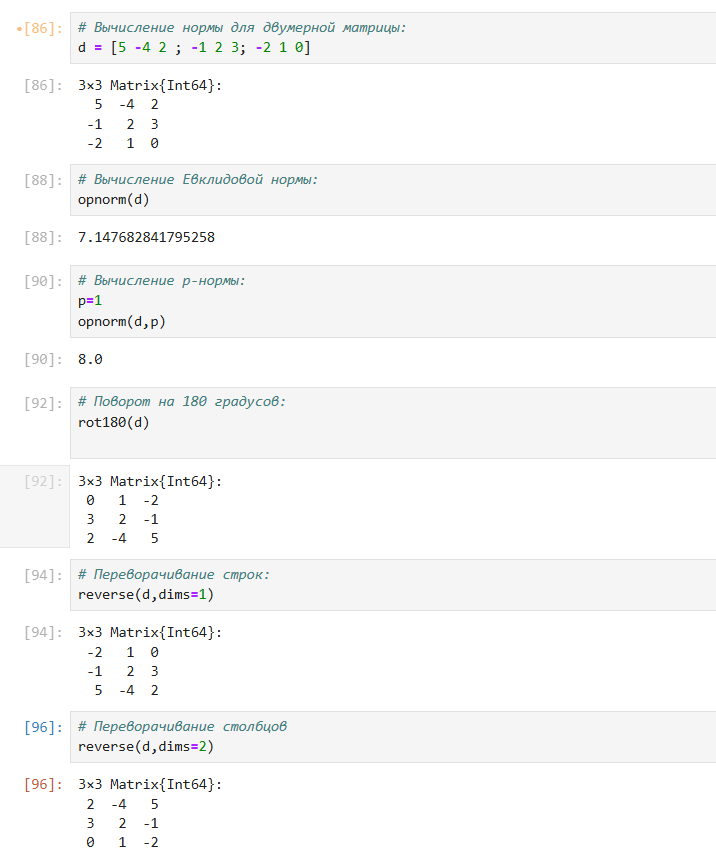 [86]: # Вычисление нормы для двумерной матрицы:
d = [5 -4 2 ; -1 2 3; -2 1 0]
[86]: 3×3 Matrix{Int64}:
5 -4 2
-1 2 3
-2 1 0
[88]: # Вычисление Евклидовой нормы:
opnorm(d)
[88]: 7.147682841795258
[90]: # Вычисление p-нормы:
p=1
opnorm(d,p)
[90]: 8.0
[92]: # Поворот на 180 градусов:
rot180(d)
[92]: 3×3 Matrix{Int64}:
0 1 -2
3 2 -1
2 -4 5
[94]: # Переворачивание строк:
reverse(d,dims=1)
[94]: 3×3 Matrix{Int64}:
-2 1 0
-1 2 3
5 -4 2
[96]: # Переворачивание столбцов
reverse(d,dims=2)
[96]: 3×3 Matrix{Int64}:
2 -4 5
3 2 -1
0 1 -2